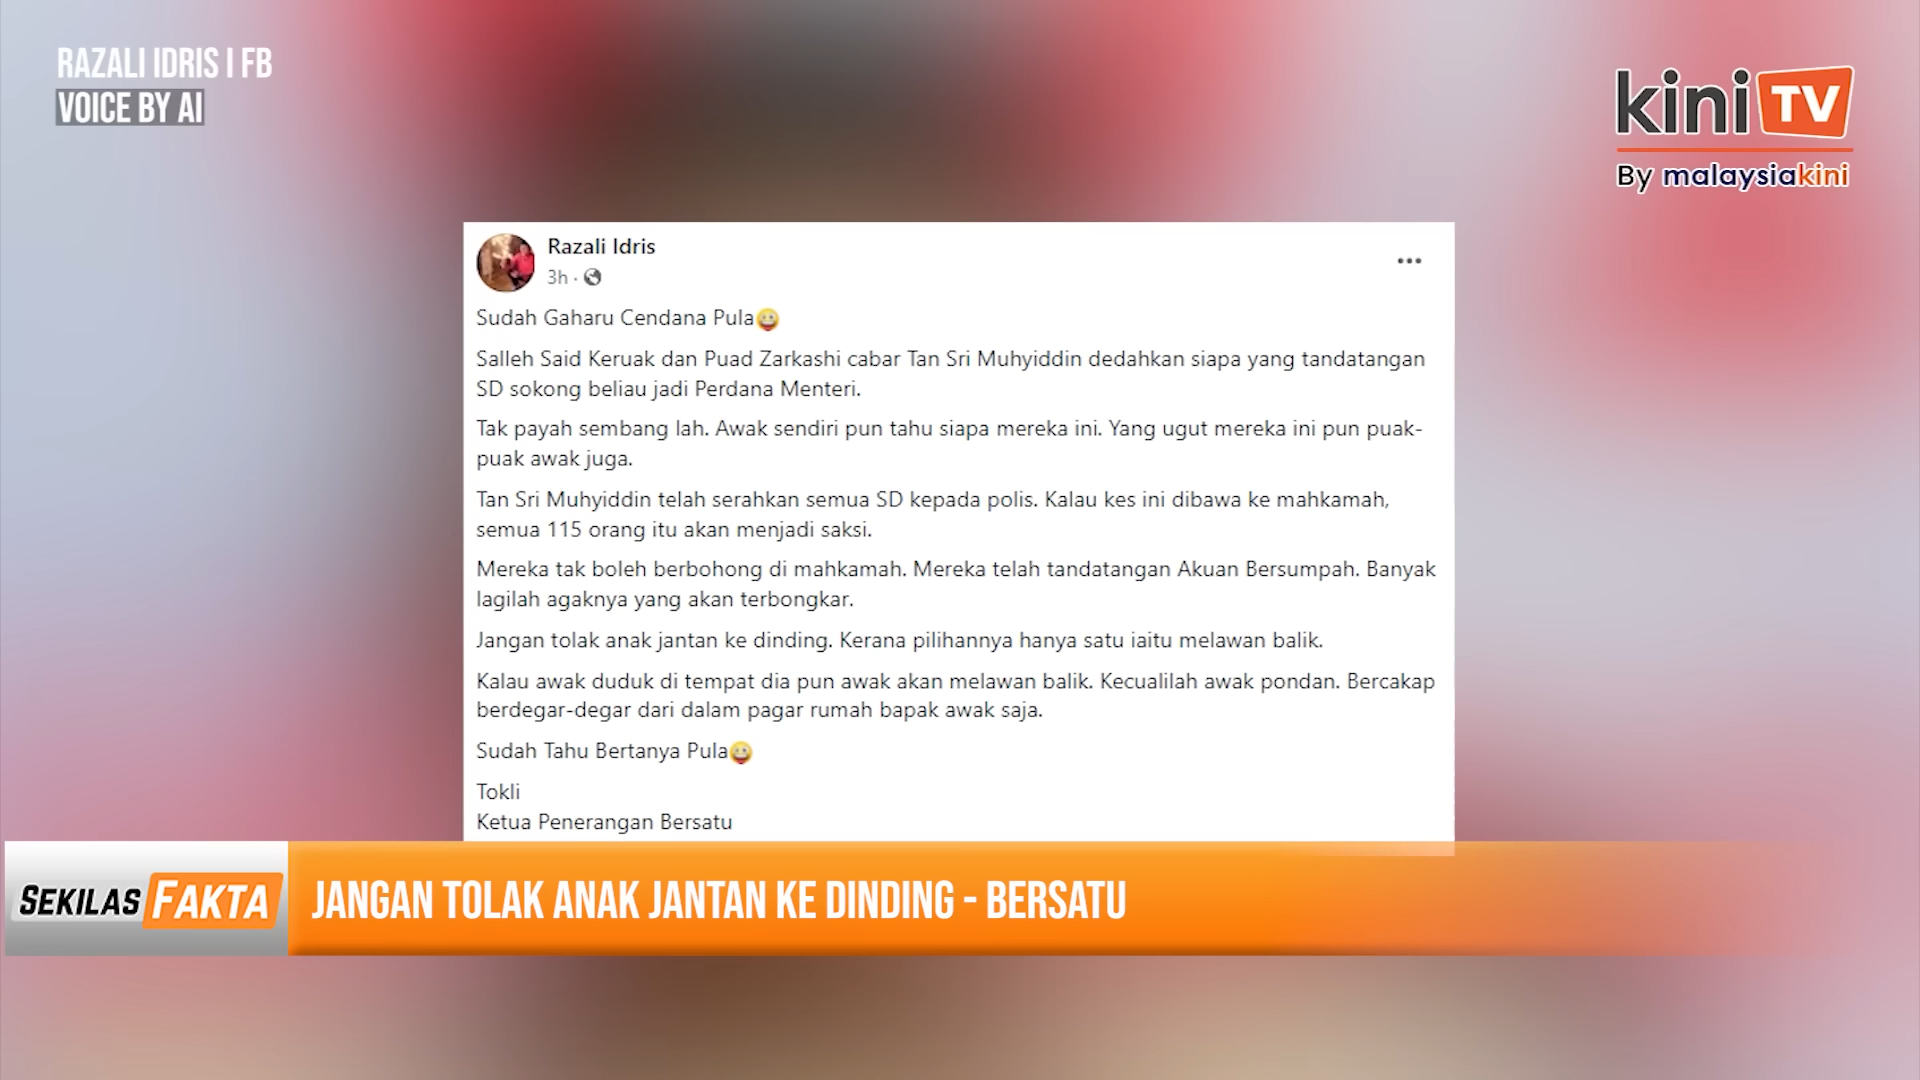 RAZALI IDRIS I FB
VOICE BY AI
kini TV
By malaysiakini
Razali Idris
3h ·
Sudah Gaharu Cendana Pula😜
Salleh Said Keruak dan Puad Zarkashi cabar Tan Sri Muhyiddin dedahkan siapa yang tandatangan
SD sokong beliau jadi Perdana Menteri.
Tak payah sembang lah. Awak sendiri pun tahu siapa mereka ini. Yang ugut mereka ini pun puak-
puak awak juga.
Tan Sri Muhyiddin telah serahkan semua SD kepada polis. Kalau kes ini dibawa ke mahkamah,
semua 115 orang itu akan menjadi saksi.
Mereka tak boleh berbohong di mahkamah. Mereka telah tandatangan Akuan Bersumpah. Banyak
lagilah agaknya yang akan terbongkar.
Jangan tolak anak jantan ke dinding. Kerana pilihannya hanya satu iaitu melawan balik.
Kalau awak duduk di tempat dia pun awak akan melawan balik. Kecualilah awak pondan. Bercakap
berdegar-degar dari dalam pagar rumah bapak awak saja.
Sudah Tahu Bertanya Pula😜
Tokli
Ketua Penerangan Bersatu
SEKILAS FAKTA
JANGAN TOLAK ANAK JANTAN KE DINDING - BERSATU